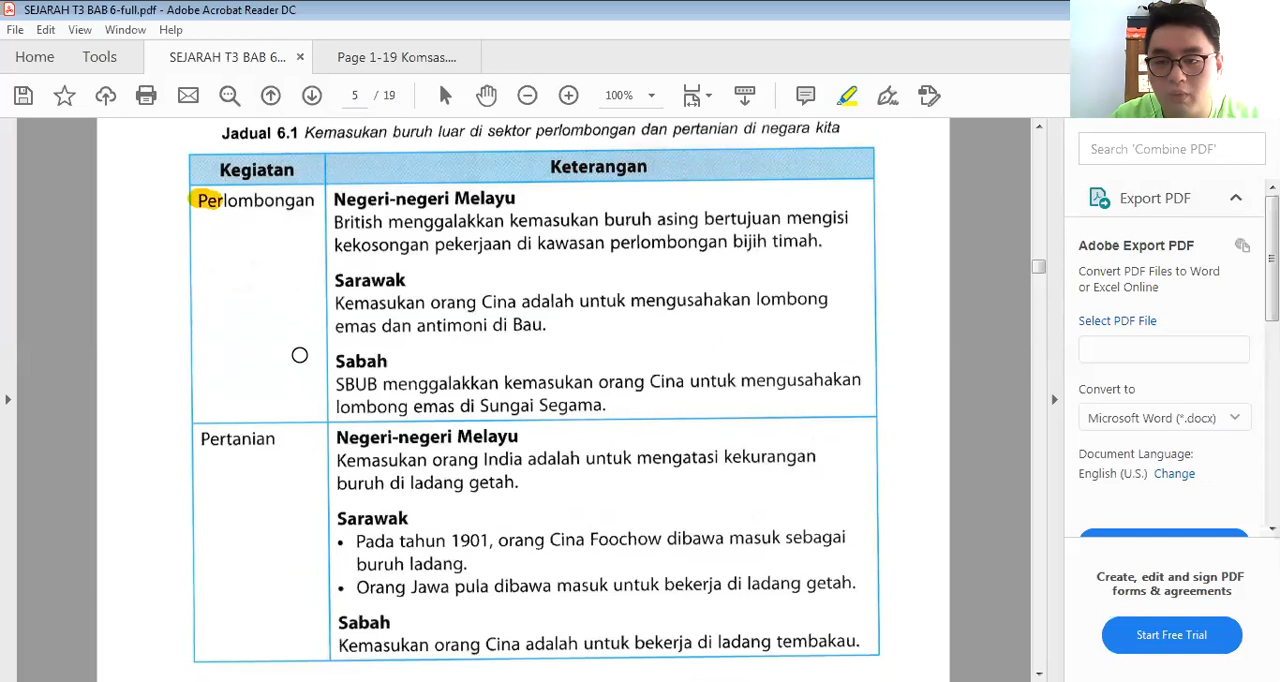 SEJARAH T3 BAB 6-full.pdf - Adobe Acrobat Reader DC
File Edit View Window Help
Home Tools SEJARAH T3 BAB 6... × Page 1-19 Komsas....
5 / 19 100%
Jadual 6.1 Kemasukan buruh luar di sektor perlombongan dan pertanian di negara kita
Kegiatan Keterangan
Perlombongan
Negeri-negeri Melayu
British menggalakkan kemasukan buruh asing bertujuan mengisi
kekosongan pekerjaan di kawasan perlombongan bijih timah.
Sarawak
Kemasukan orang Cina adalah untuk mengusahakan lombong
emas dan antimoni di Bau.
Sabah
SBUB menggalakkan kemasukan orang Cina untuk mengusahakan
lombong emas di Sungai Segama.
Pertanian
Negeri-negeri Melayu
Kemasukan orang India adalah untuk mengatasi kekurangan
buruh di ladang getah.
Sarawak
• Pada tahun 1901, orang Cina Foochow dibawa masuk sebagai
buruh ladang.
• Orang Jawa pula dibawa masuk untuk bekerja di ladang getah.
Sabah
Kemasukan orang Cina adalah untuk bekerja di ladang tembakau.
Search 'Combine PDF'
Export PDF
Adobe Export PDF
Convert PDF Files to Word
or Excel Online
Select PDF File
Convert to
Microsoft Word (*.docx)
Document Language:
English (U.S.) Change
Create, edit and sign PDF
forms & agreements
Start Free Trial